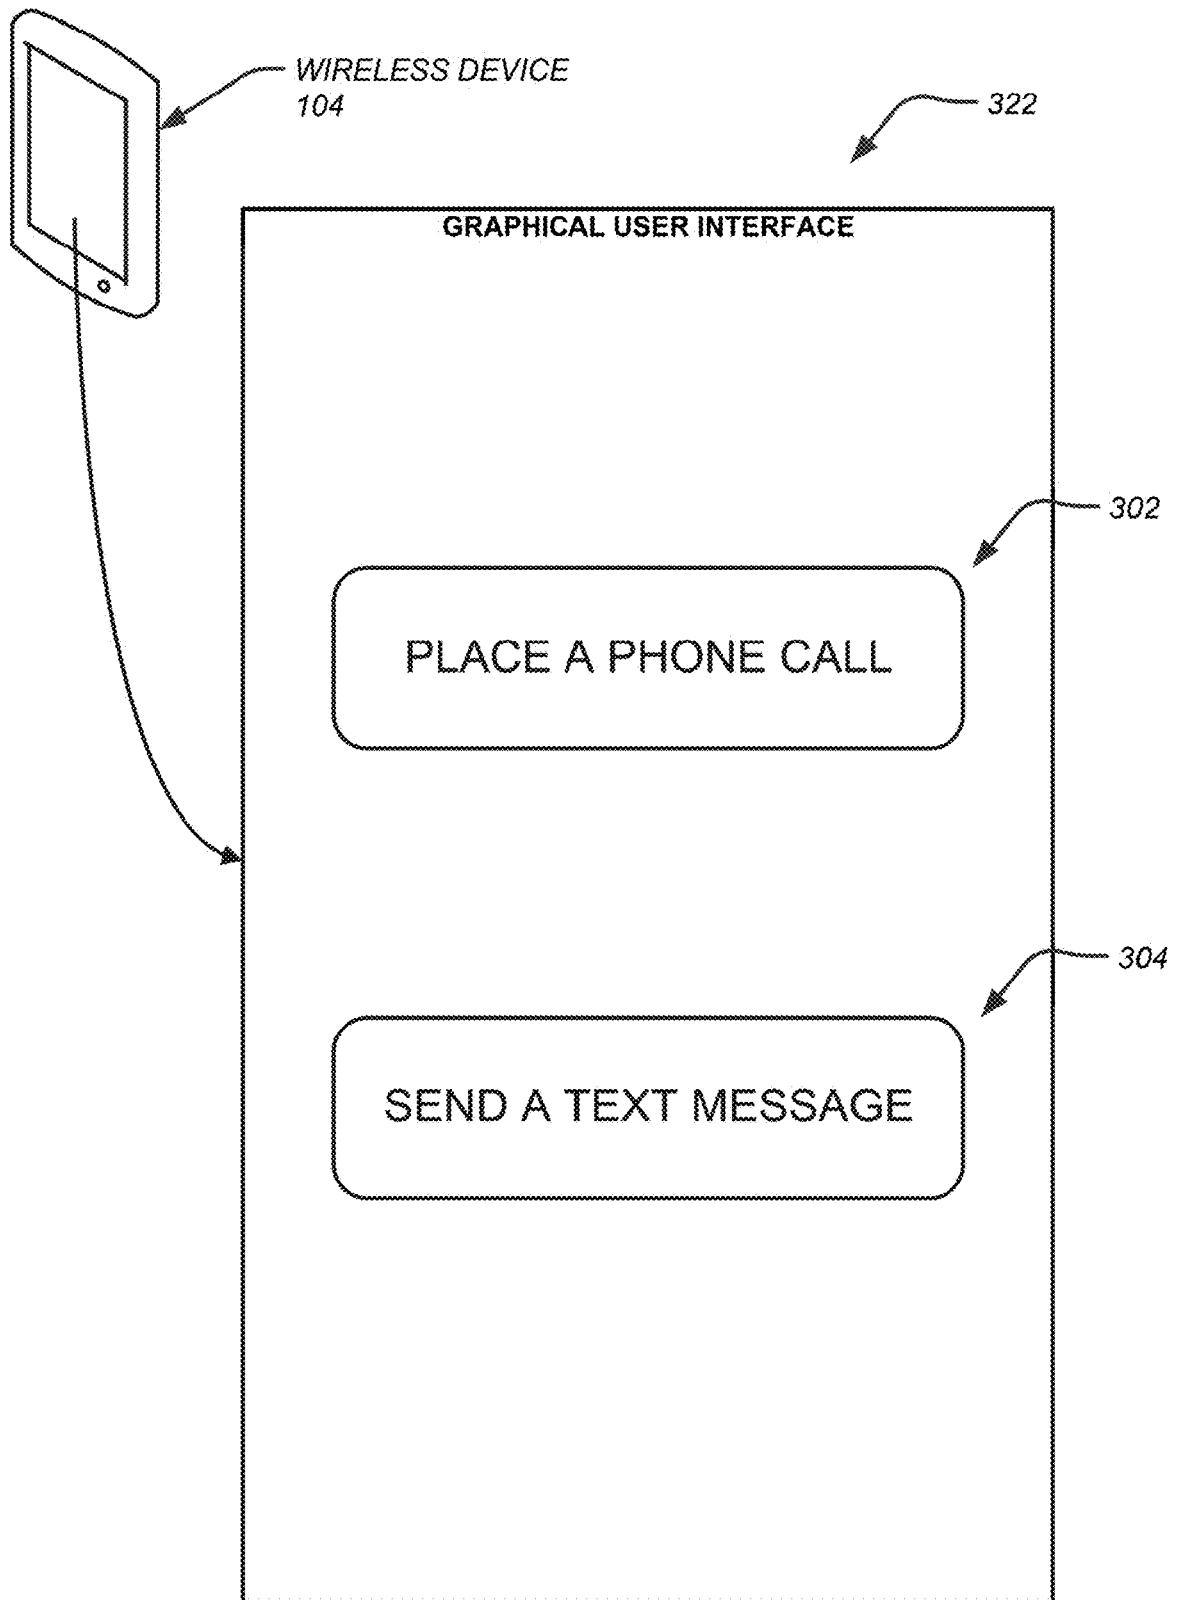 WIRELESS DEVICE
104
322
GRAPHICAL USER INTERFACE
302
PLACE A PHONE CALL
304
SEND A TEXT MESSAGE